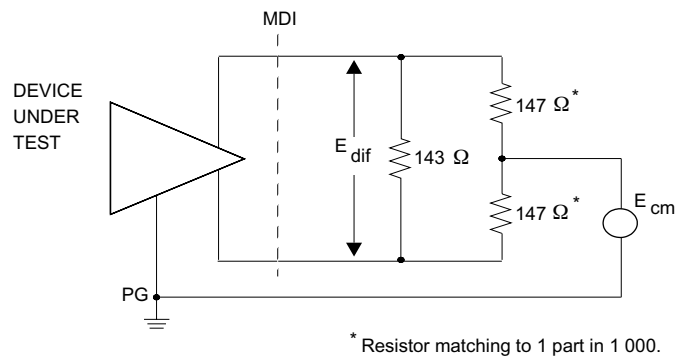 MDI
DEVICE
UNDER
TEST
E dif
143 Ω
147 Ω*
147 Ω*
E cm
PG
* Resistor matching to 1 part in 1 000.